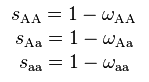 s_AA = 1 − ω_AA
s_Aa = 1 − ω_Aa
s_aa = 1 − ω_aa